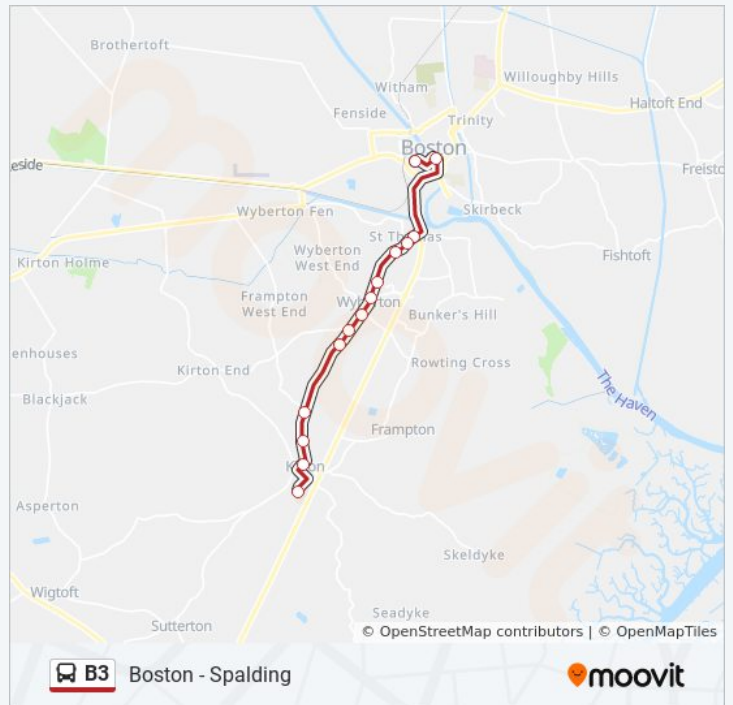 Brothertoft
Willoughby Hills
Witham
Haltoft End
Fenside
Trinity
Boston
eside
Freisto
Wyberton Fen
Skirbeck
St Thomas
Wyberton
West End
Fishtoft
Kirton Holme
Frampton
West End
Wyberton
Bunker's Hill
enhouses
Rowting Cross
Kirton End
Blackjack
The Haven
Frampton
Kirton
Asperton
Skeldyke
Wigtoft
Seadyke
Sutterton
© OpenStreetMap contributors | © OpenMapTiles
B3 Boston - Spalding
moovit
moovit